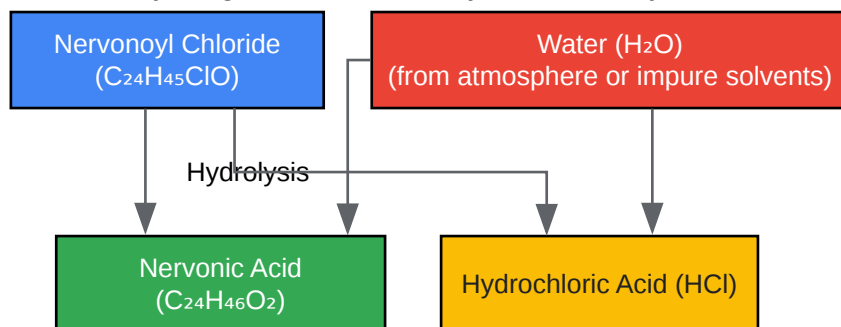 Nervonoyl Chloride
(C₂₄H₄₅ClO)
Water (H₂O)
(from atmosphere or impure solvents)
Hydrolysis
Nervonic Acid
(C₂₄H₄₆O₂)
Hydrochloric Acid (HCl)